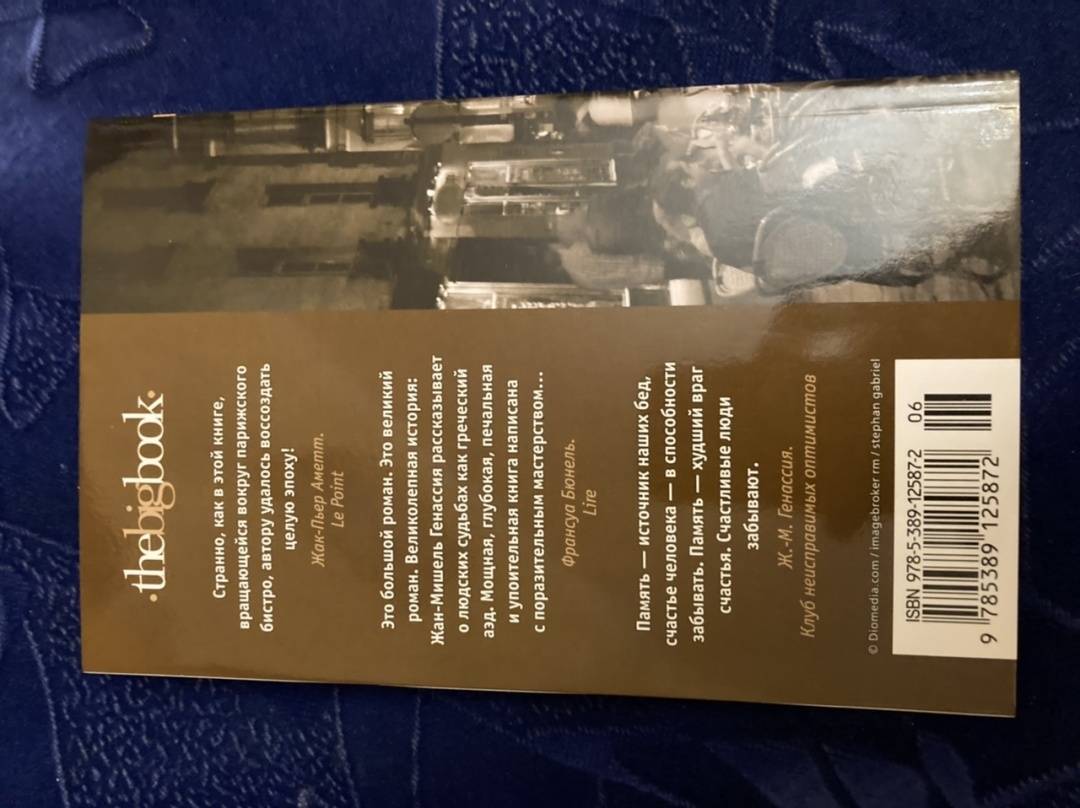 ·thebigbook·
Странно, как в этой книге,
вращающейся вокруг парижского
бистро, автору удалось воссоздать
целую эпоху!
Жак-Пьер Аметт.
Le Point
Это большой роман. Это великий
роман. Великолепная история:
Жан-Мишель Генассия рассказывает
о людских судьбах как греческий
аэд. Мощная, глубокая, печальная
и упоительная книга написана
с поразительным мастерством...
Франсуа Бюнель.
Lire
Память — источник наших бед,
счастье человека — в способности
забывать. Память — худший враг
счастья. Счастливые люди
забывают.
Ж.-М. Генассия.
Клуб неисправимых оптимистов
© Diomedia.com / imagebroker rm / stephan gabriel
ISBN 978-5-389-12587-2
06
9 785389 125872